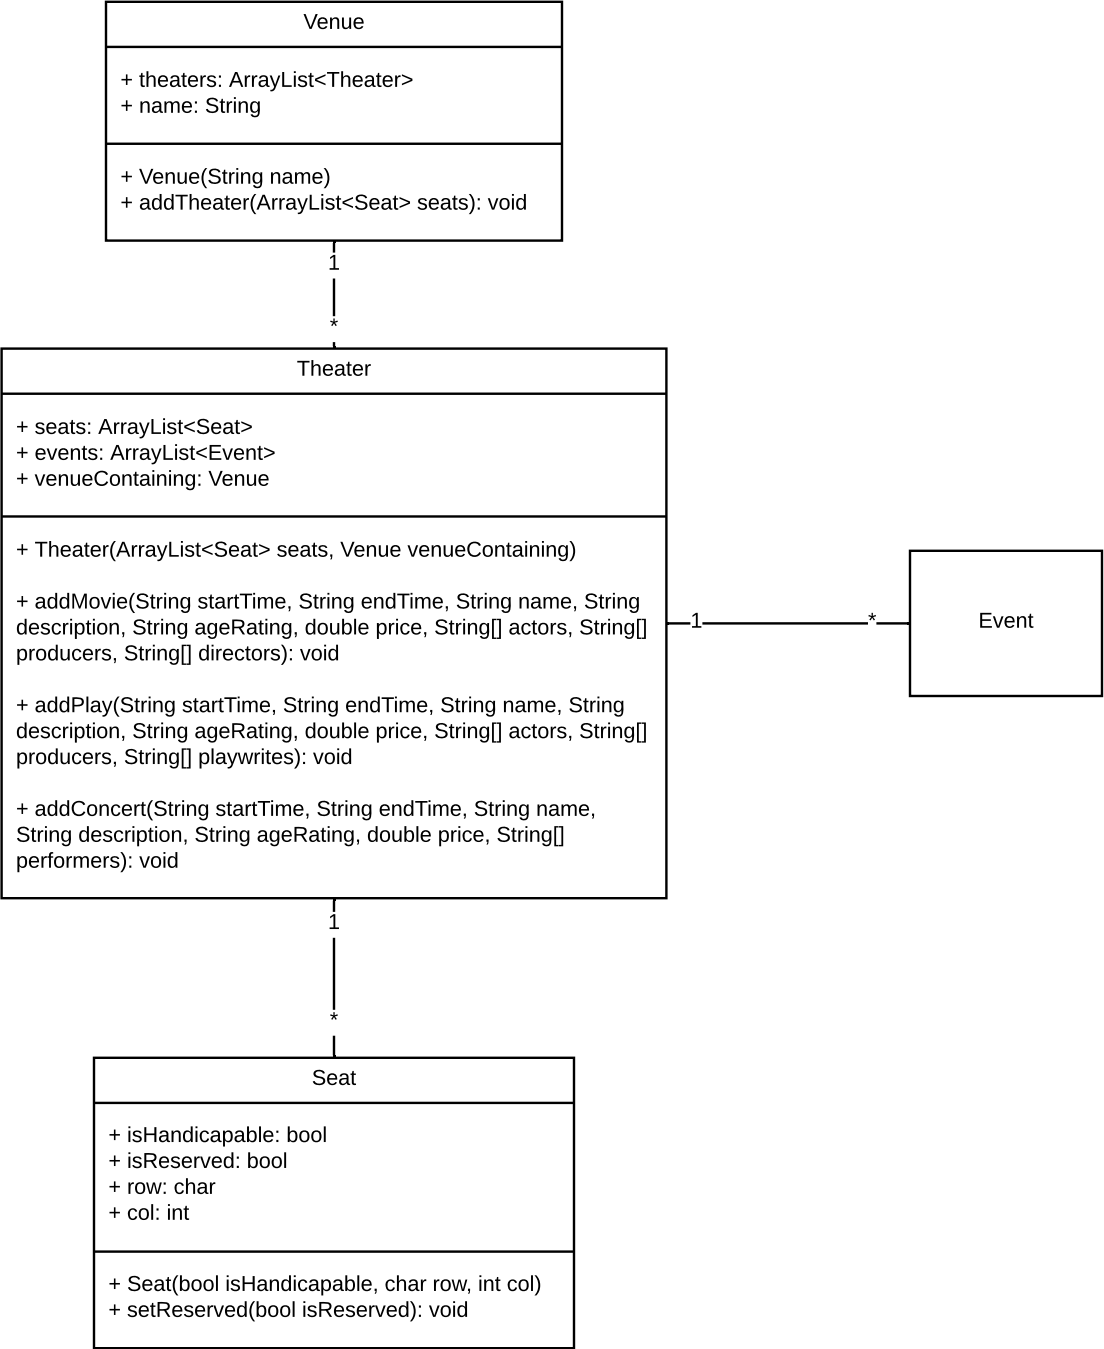 Venue
+ theaters: ArrayList<Theater>
+ name: String
+ Venue(String name)
+ addTheater(ArrayList<Seat> seats): void
1
*
Theater
+ seats: ArrayList<Seat>
+ events: ArrayList<Event>
+ venueContaining: Venue
+ Theater(ArrayList<Seat> seats, Venue venueContaining)
+ addMovie(String startTime, String endTime, String name, String
description, String ageRating, double price, String[] actors, String[]
producers, String[] directors): void
+ addPlay(String startTime, String endTime, String name, String
description, String ageRating, double price, String[] actors, String[]
producers, String[] playwrites): void
+ addConcert(String startTime, String endTime, String name,
String description, String ageRating, double price, String[]
performers): void
1
*
Event
1
*
Seat
+ isHandicapable: bool
+ isReserved: bool
+ row: char
+ col: int
+ Seat(bool isHandicapable, char row, int col)
+ setReserved(bool isReserved): void